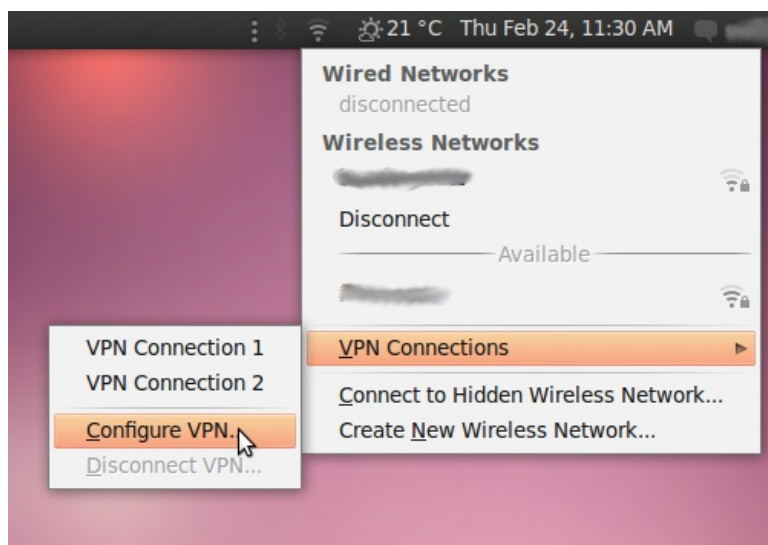 21 °C Thu Feb 24, 11:30 AM
Wired Networks
disconnected
Wireless Networks
Disconnect
Available
VPN Connections
Connect to Hidden Wireless Network...
Create New Wireless Network...
VPN Connection 1
VPN Connection 2
Configure VPN...
Disconnect VPN...